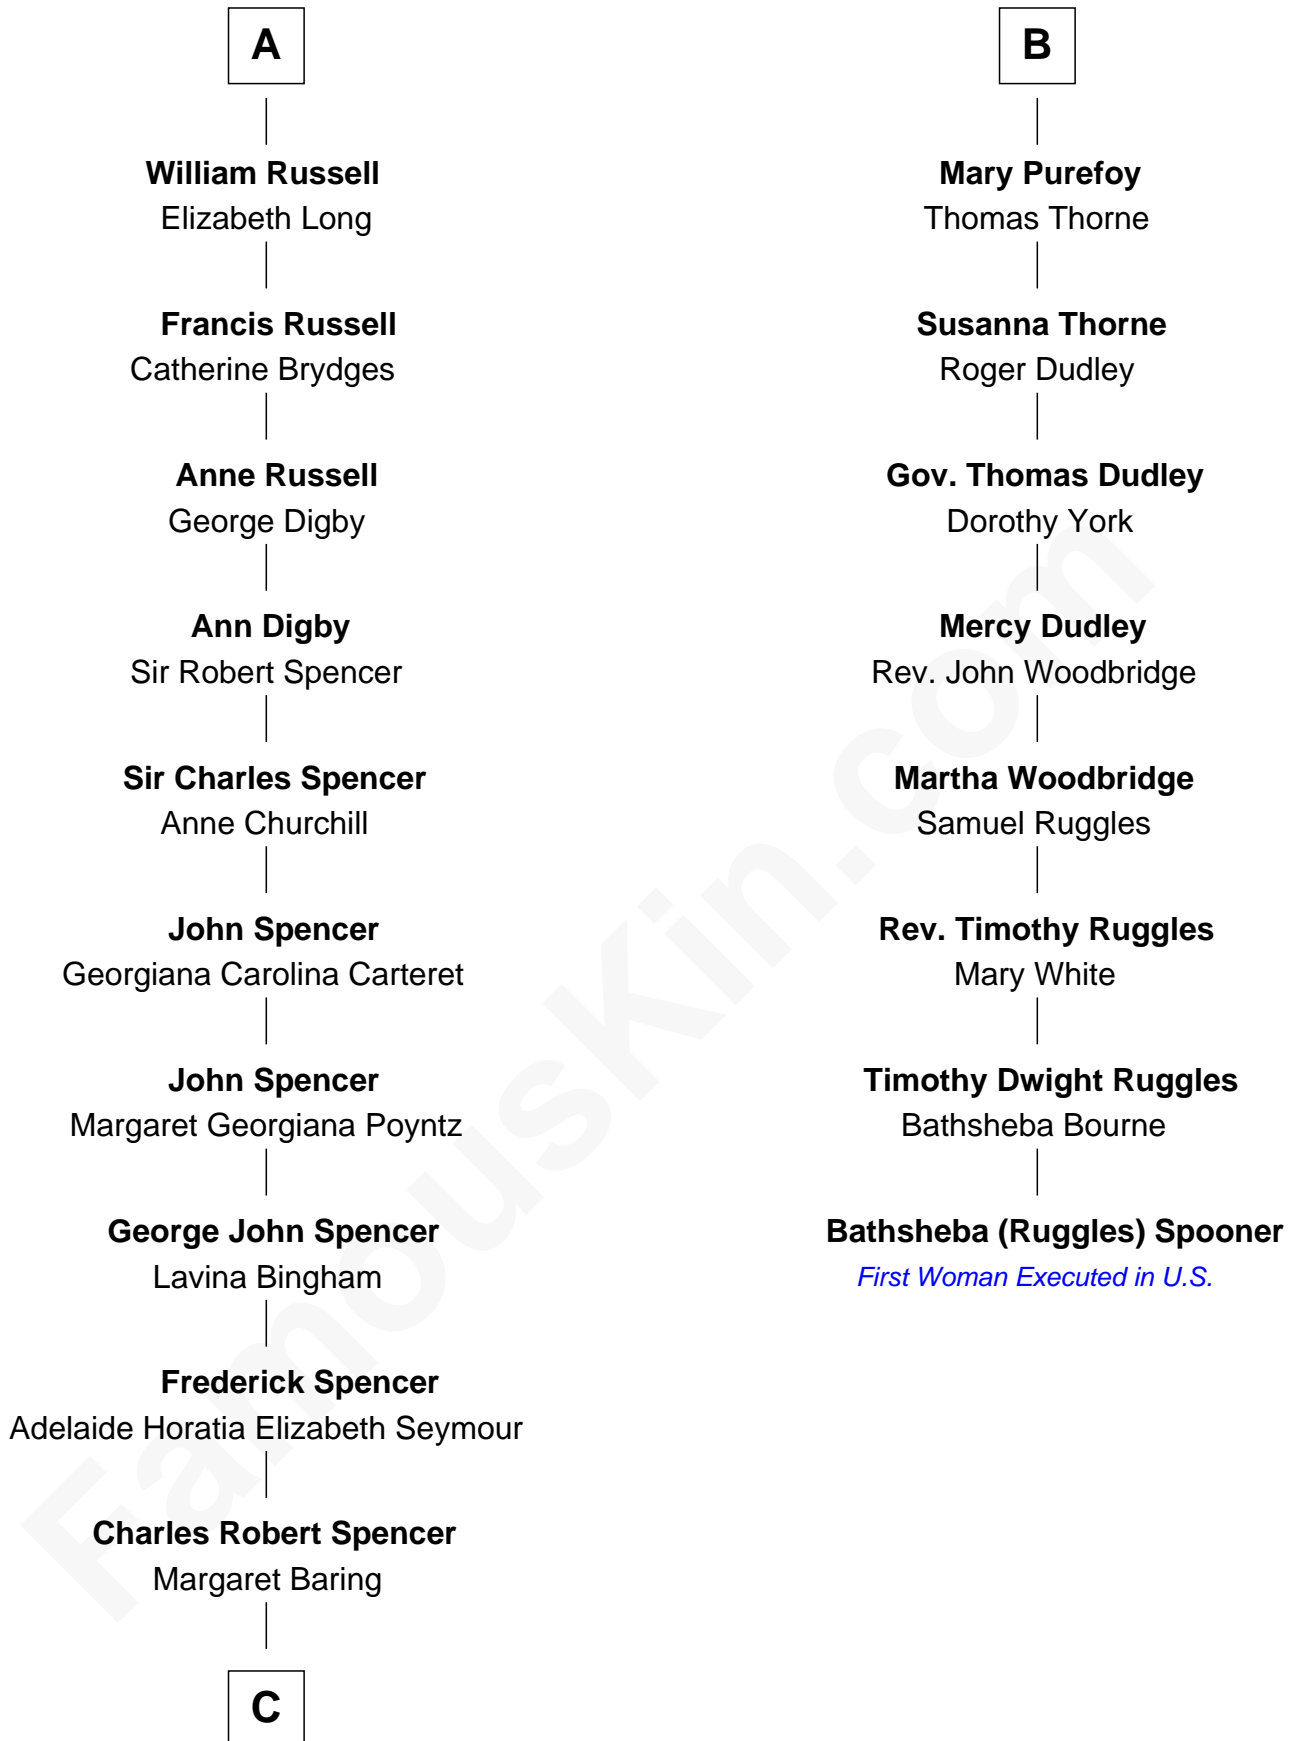 A
William Russell
Elizabeth Long
Francis Russell
Catherine Brydges
Anne Russell
George Digby
Ann Digby
Sir Robert Spencer
Sir Charles Spencer
Anne Churchill
John Spencer
Georgiana Carolina Carteret
John Spencer
Margaret Georgiana Poyntz
George John Spencer
Lavina Bingham
Frederick Spencer
Adelaide Horatia Elizabeth Seymour
Charles Robert Spencer
Margaret Baring
C
B
Mary Purefoy
Thomas Thorne
Susanna Thorne
Roger Dudley
Gov. Thomas Dudley
Dorothy York
Mercy Dudley
Rev. John Woodbridge
Martha Woodbridge
Samuel Ruggles
Rev. Timothy Ruggles
Mary White
Timothy Dwight Ruggles
Bathsheba Bourne
Bathsheba (Ruggles) Spooner
First Woman Executed in U.S.
FamousKin.com